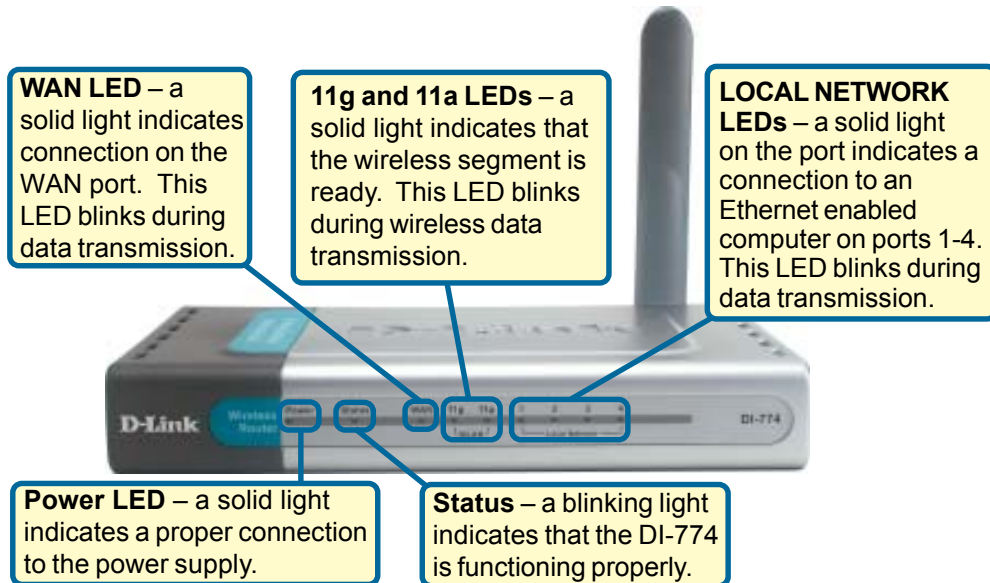 WAN LED – a
solid light indicates
connection on the
WAN port. This
LED blinks during
data transmission.
11g and 11a LEDs – a
solid light indicates that
the wireless segment is
ready. This LED blinks
during wireless data
transmission.
LOCAL NETWORK
LEDs – a solid light
on the port indicates a
connection to an
Ethernet enabled
computer on ports 1-4.
This LED blinks during
data transmission.
D-Link
Wireless
Router
Power
Status
WAN
11g 11a
WLAN
1 2 3 4
Local Network
DI-774
Power LED – a solid light
indicates a proper connection
to the power supply.
Status – a blinking light
indicates that the DI-774
is functioning properly.